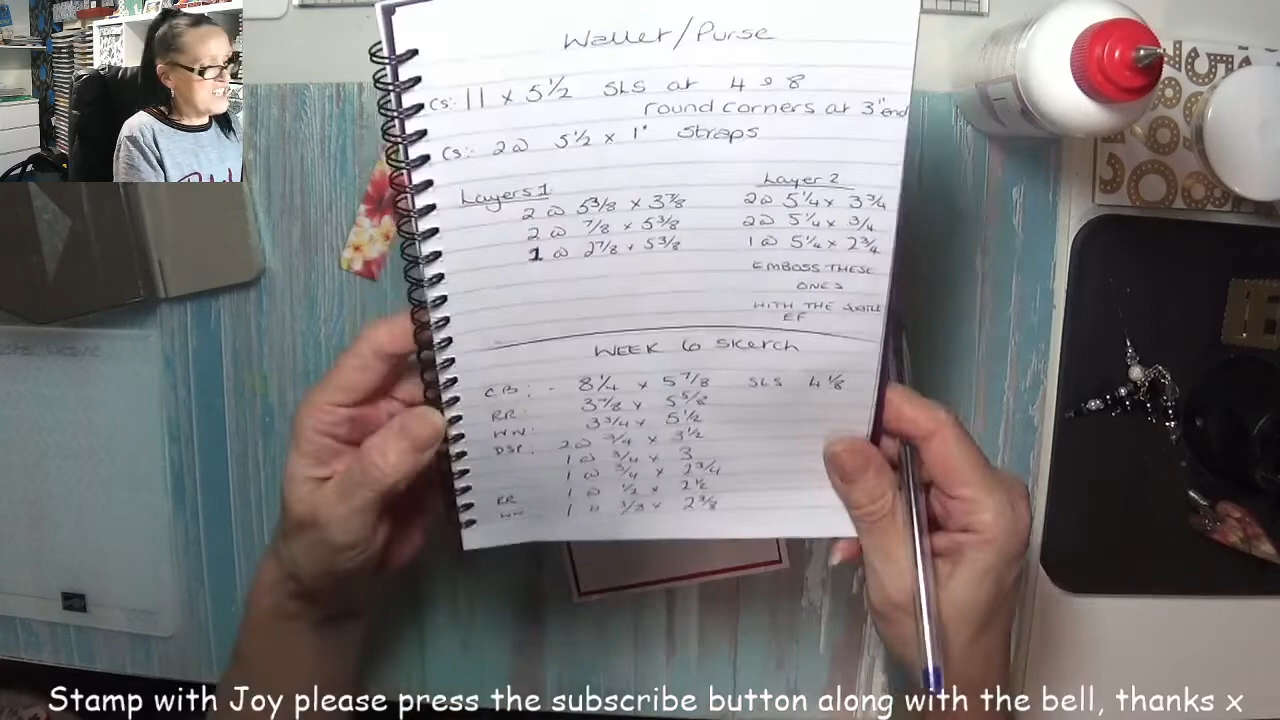 Wallet/Purse
CS: 11 x 5½ SLS at 4 & 8
round corners at 3" end
CS: 2 @ 5½ x 1" Straps
Layers 1
2 @ 5⅜ x 3⅞
2 @ ⅞ x 5⅜
1 @ 2⅞ x 5⅜
Layer 2
2 @ 5¼ x 3¾
2 @ 5¼ x ¾
1 @ 5¼ x 2¾
EMBOSS THESE
ONES
WITH THE
EF
WEEK 6 Sketch
CB: - 8¼ x 5⅞ SLS 4⅛
RR: 3⅞ x 5⅝
WW: 3¾ x 5½
DSP: 2 @ ¾ x 3½
1 @ ¾ x 3
1 @ ¾ x 2¾
RR 1 @ ½ x 2½
WW 1 @ ⅜ x 2⅜
Stamp with Joy please press the subscribe button along with the bell, thanks x